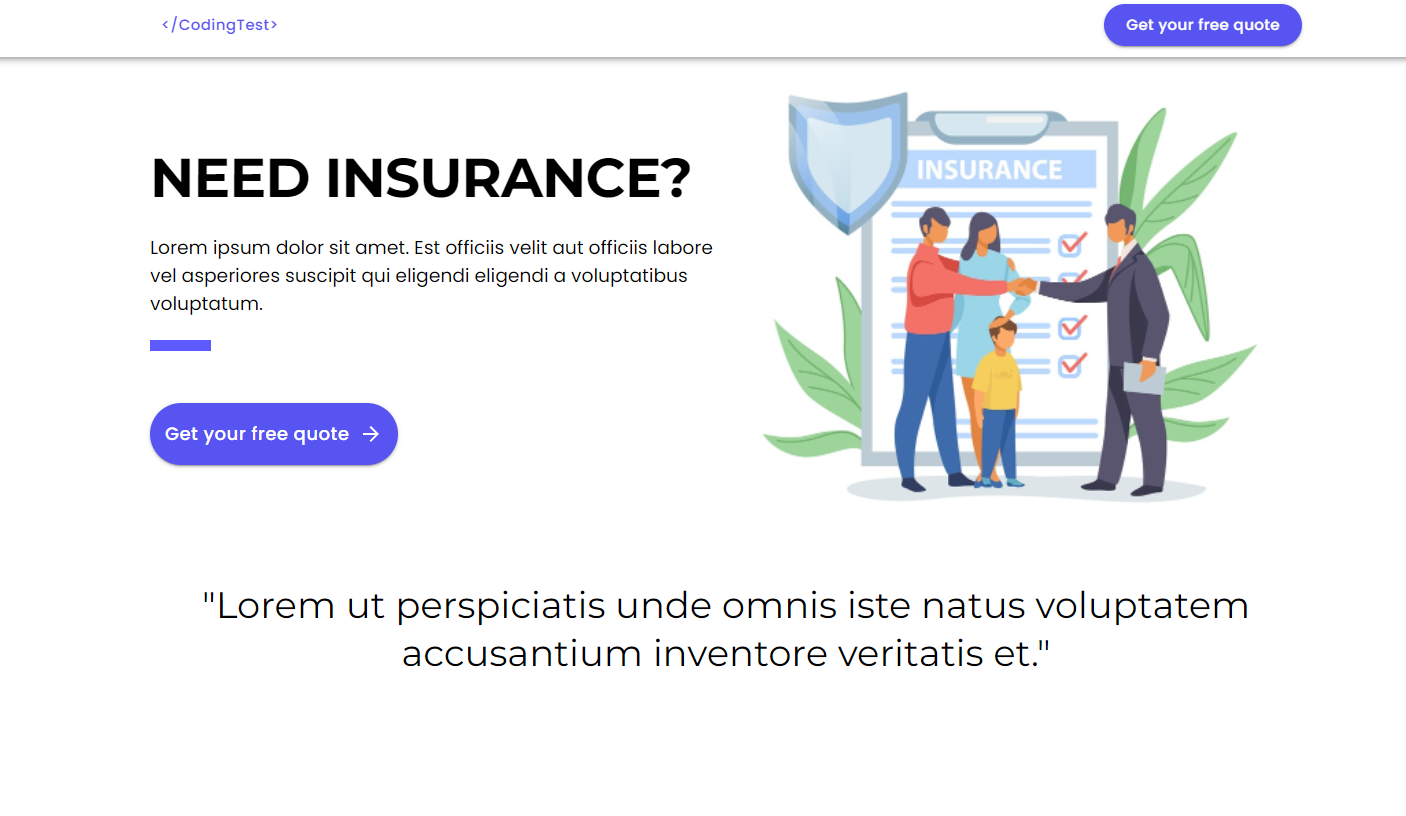 </CodingTest>
Get your free quote
NEED INSURANCE?
Lorem ipsum dolor sit amet. Est officiis velit aut officiis labore
vel asperiores suscipit qui eligendi eligendi a voluptatibus
voluptatum.
Get your free quote
INSURANCE
"Lorem ut perspiciatis unde omnis iste natus voluptatem
accusantium inventore veritatis et."